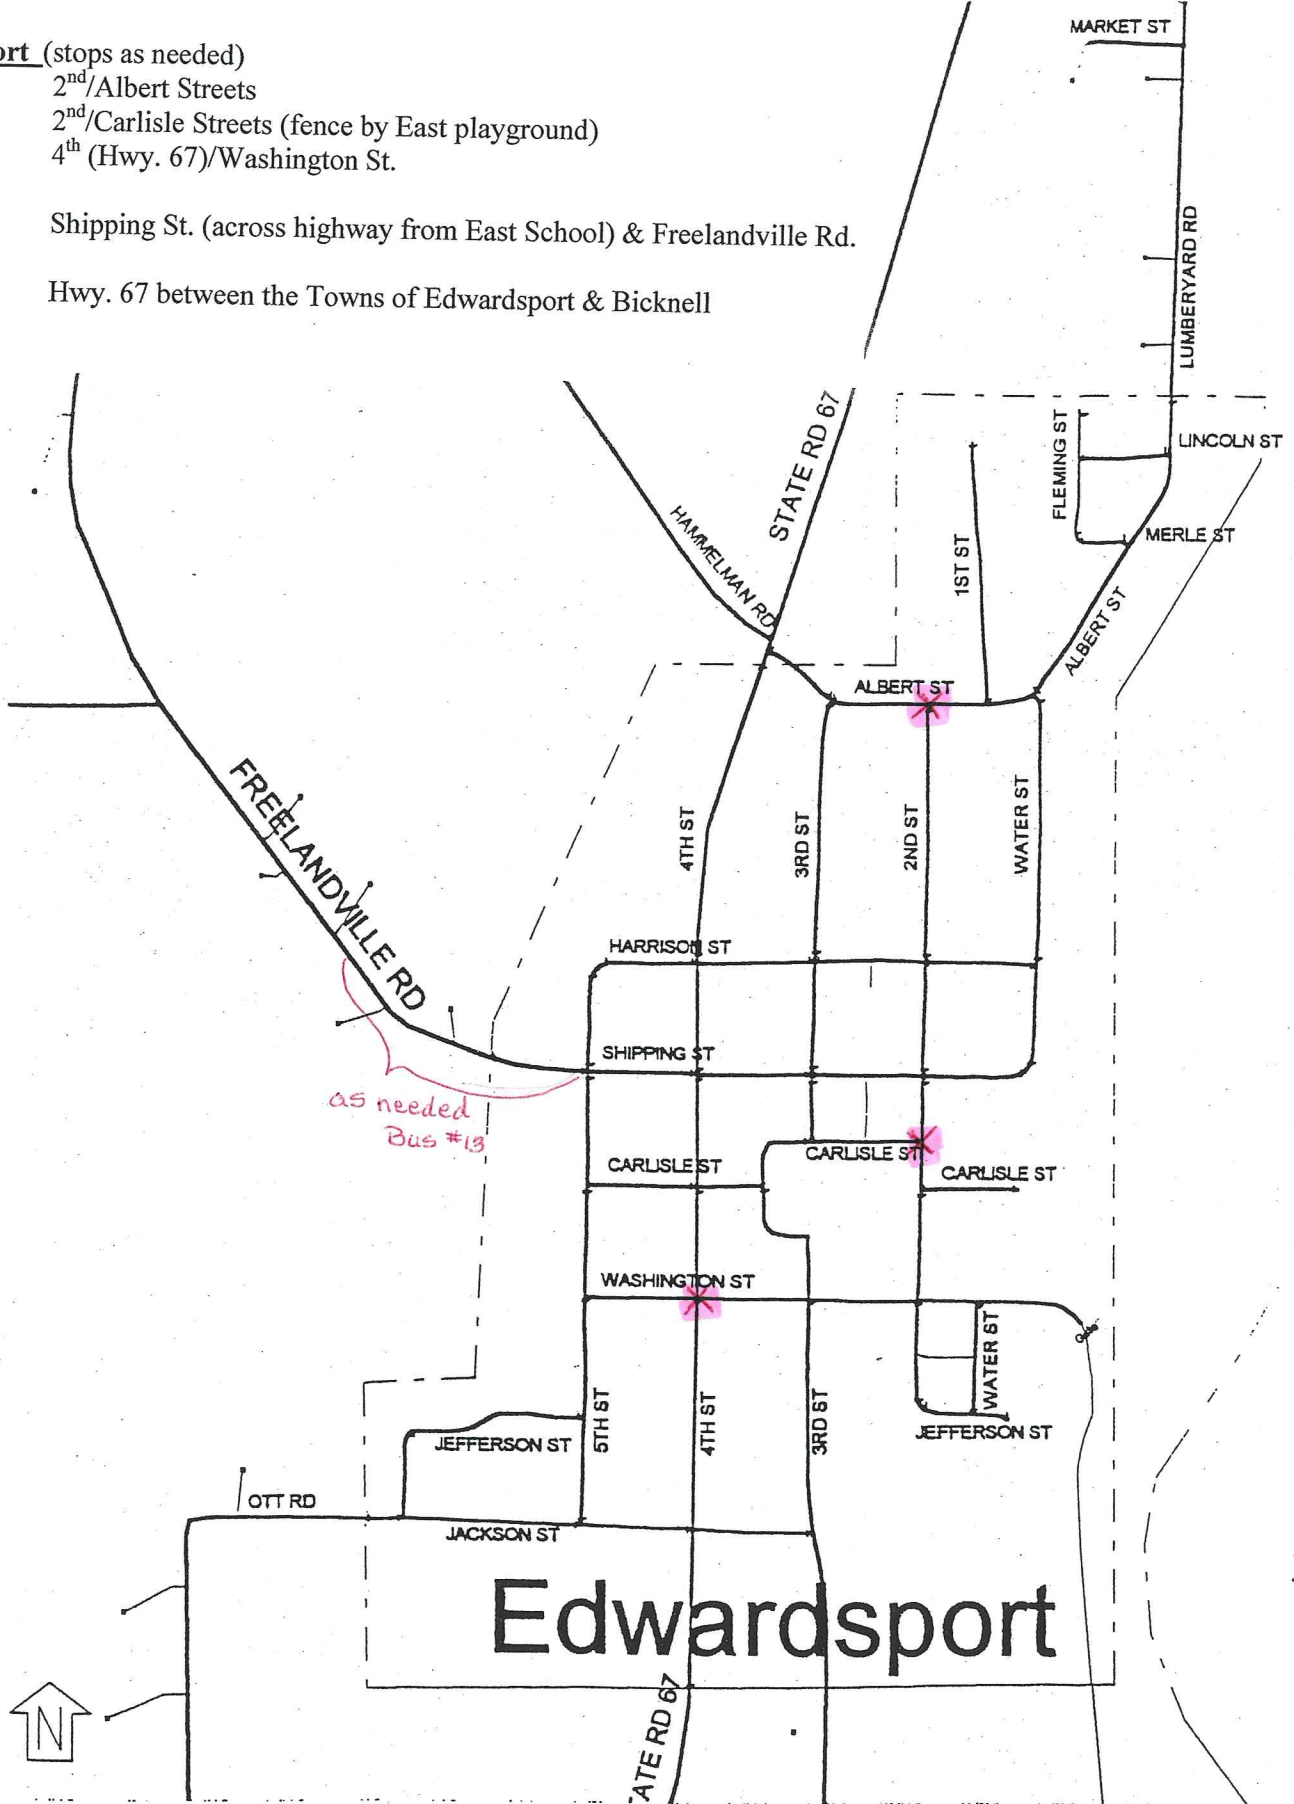 ort (stops as needed)
2nd/Albert Streets
2nd/Carlisle Streets (fence by East playground)
4th (Hwy. 67)/Washington St.
Shipping St. (across highway from East School) & Freelandville Rd.
Hwy. 67 between the Towns of Edwardsport & Bicknell
MARKET ST
LUMBERYARD RD
STATE RD 67
FLEMING ST
LINCOLN ST
HAMMELMAN RD
1ST ST
MERLE ST
ALBERT ST
ALBERT ST
FREELANDVILLE RD
4TH ST
3RD ST
2ND ST
WATER ST
HARRISON ST
SHIPPING ST
as needed
Bus #13
CARLISLE ST
CARLISLE ST
CARLISLE ST
WASHINGTON ST
WATER ST
5TH ST
4TH ST
3RD ST
JEFFERSON ST
JEFFERSON ST
OTT RD
JACKSON ST
Edwardsport
N
ATE RD 67